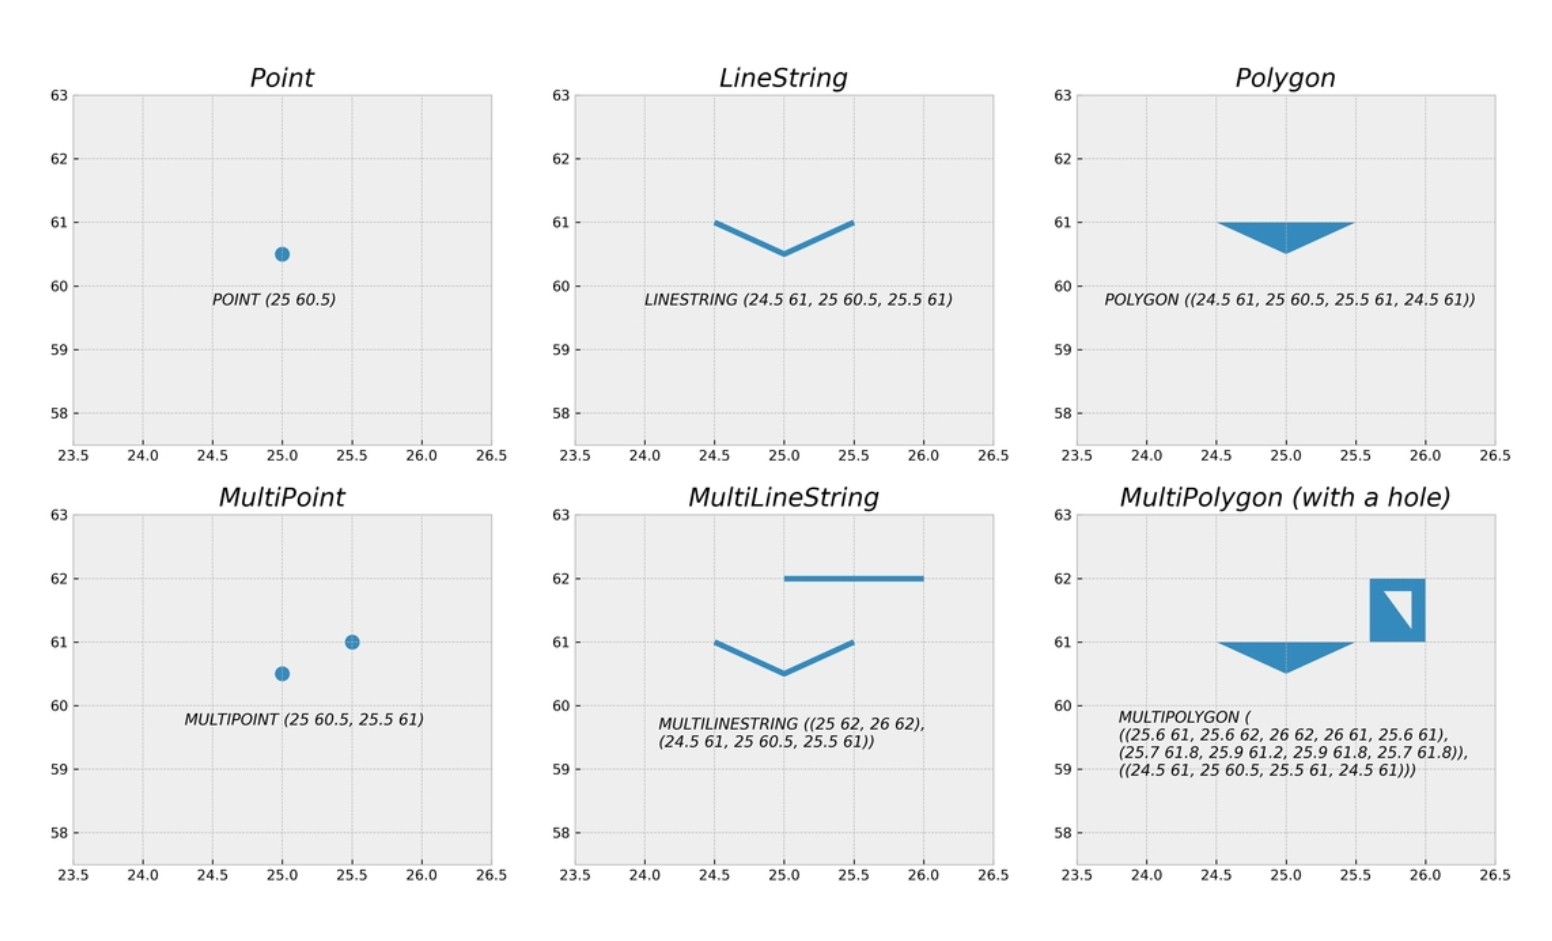 Point
63
62
61
60
59
58
23.5 24.0 24.5 25.0 25.5 26.0 26.5
POINT (25 60.5)
LineString
63
62
61
60
59
58
23.5 24.0 24.5 25.0 25.5 26.0 26.5
LINESTRING (24.5 61, 25 60.5, 25.5 61)
Polygon
63
62
61
60
59
58
23.5 24.0 24.5 25.0 25.5 26.0 26.5
POLYGON ((24.5 61, 25 60.5, 25.5 61, 24.5 61))
MultiPoint
63
62
61
60
59
58
23.5 24.0 24.5 25.0 25.5 26.0 26.5
MULTIPOINT (25 60.5, 25.5 61)
MultiLineString
63
62
61
60
59
58
23.5 24.0 24.5 25.0 25.5 26.0 26.5
MULTILINESTRING ((25 62, 26 62),
(24.5 61, 25 60.5, 25.5 61))
MultiPolygon (with a hole)
63
62
61
60
59
58
23.5 24.0 24.5 25.0 25.5 26.0 26.5
MULTIPOLYGON (
((25.6 61, 25.6 62, 26 62, 26 61, 25.6 61),
(25.7 61.8, 25.9 61.2, 25.9 61.8, 25.7 61.8)),
((24.5 61, 25 60.5, 25.5 61, 24.5 61)))